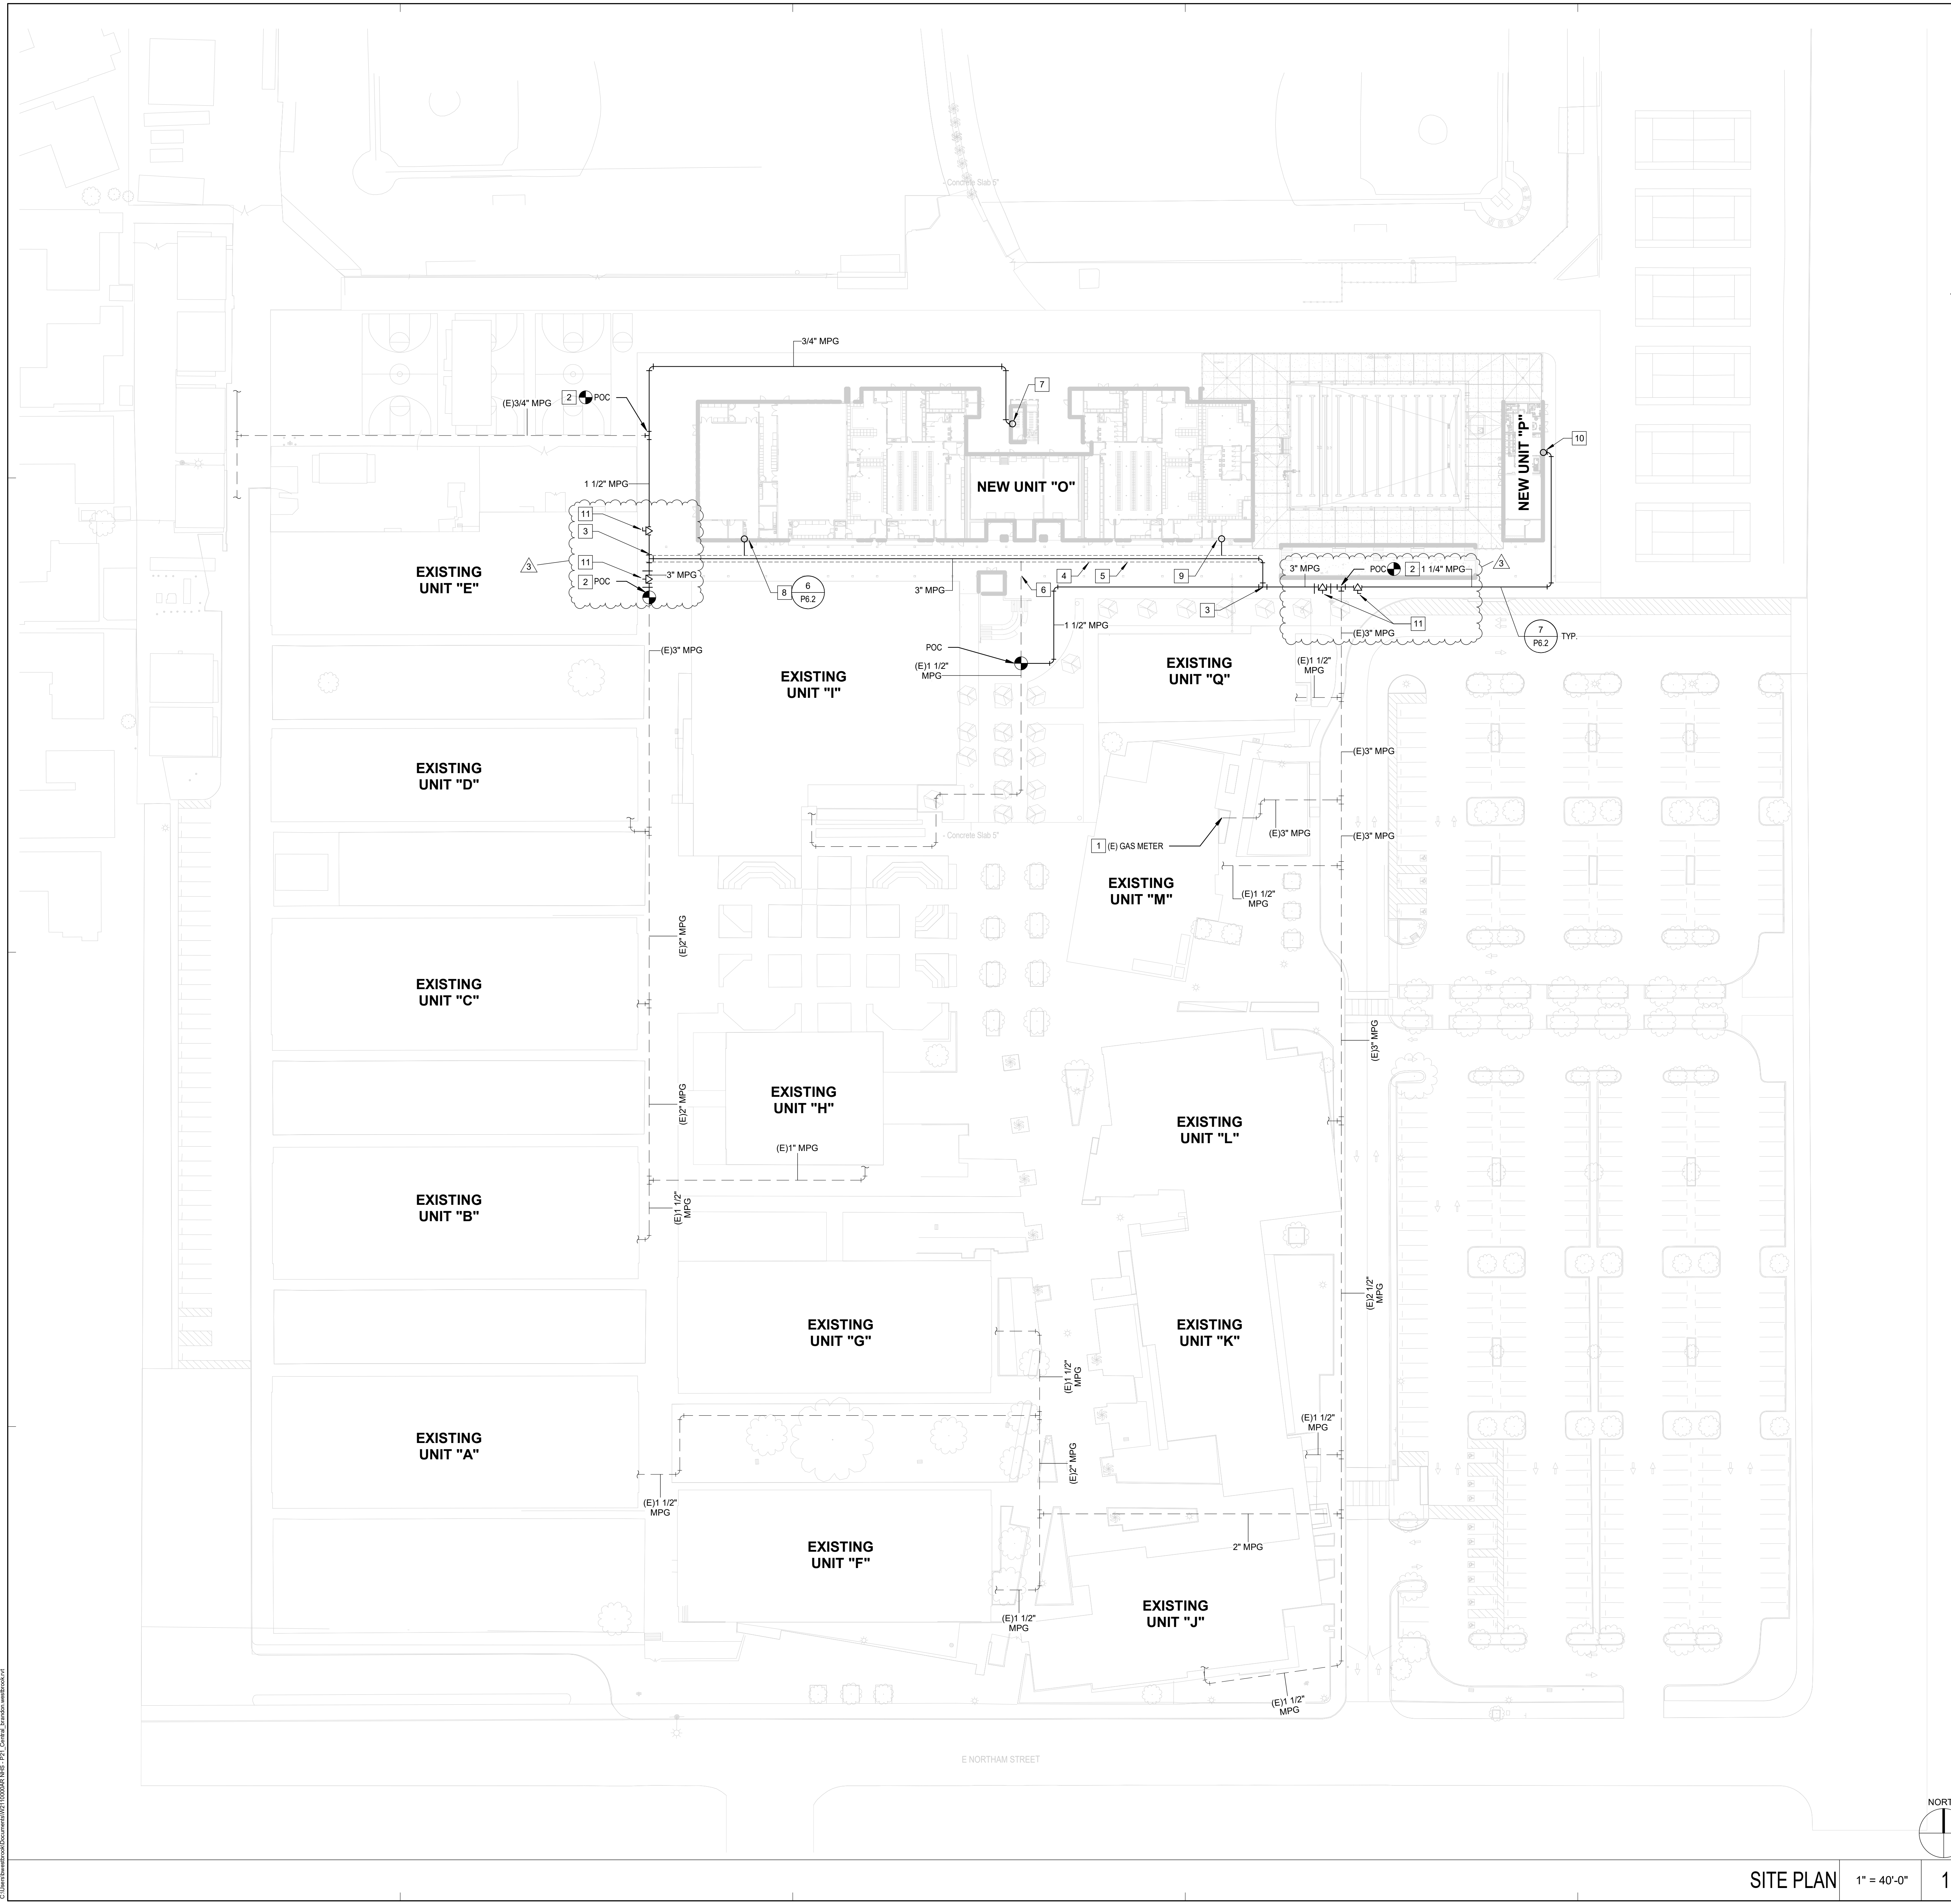 - Concrete Slab 5"
3/4" MPG
7
2 POC
(E)3/4" MPG
10
NEW UNIT "P"
1 1/2" MPG
NEW UNIT "O"
11
3
11
3
3" MPG
2 POC
EXISTING
UNIT "E"
4
5
9
3" MPG
POC 2 1 1/4" MPG
3
8
6
P6.2
3" MPG
6
3
11
1 1/2" MPG
(E)3" MPG
7
P6.2
TYP.
(E)3" MPG
POC
(E)1 1/2"
MPG
EXISTING
UNIT "I"
EXISTING
UNIT "Q"
(E)1 1/2"
MPG
(E)3" MPG
EXISTING
UNIT "D"
- Concrete Slab 5"
(E)3" MPG
(E)3" MPG
1 (E) GAS METER
EXISTING
UNIT "M"
(E)1 1/2"
MPG
(E)2" MPG
EXISTING
UNIT "C"
(E)3" MPG
(E)2" MPG
EXISTING
UNIT "H"
EXISTING
UNIT "L"
(E)1" MPG
EXISTING
UNIT "B"
(E)1 1/2"
MPG
(E)2 1/2"
MPG
EXISTING
UNIT "G"
EXISTING
UNIT "K"
(E)1 1/2"
MPG
EXISTING
UNIT "A"
(E)1 1/2"
MPG
(E)2" MPG
(E)1 1/2"
MPG
EXISTING
UNIT "F"
2" MPG
EXISTING
UNIT "J"
(E)1 1/2"
MPG
(E)1 1/2"
MPG
E NORTHAM STREET
NORT
SITE PLAN
1" = 40'-0"
1